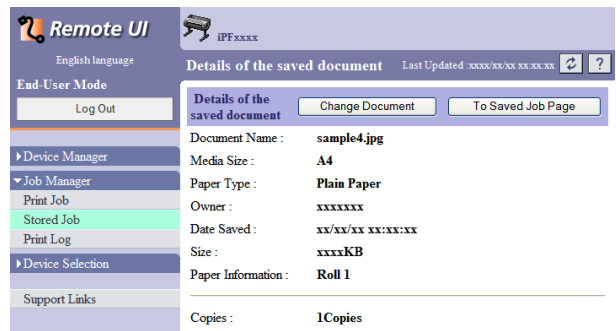 Remote UI
English language
End-User Mode
Log Out
Device Manager
Job Manager
Print Job
Stored Job
Print Log
Device Selection
Support Links
iPFxxxx
Details of the saved document Last Updated :xxxx/xx/xx xx:xx:xx ?
Details of the
saved document
Change Document To Saved Job Page
Document Name : sample4.jpg
Media Size : A4
Paper Type : Plain Paper
Owner : xxxxxxx
Date Saved : xx/xx/xx xx:xx:xx
Size : xxxxKB
Paper Information : Roll 1
Copies : 1Copies